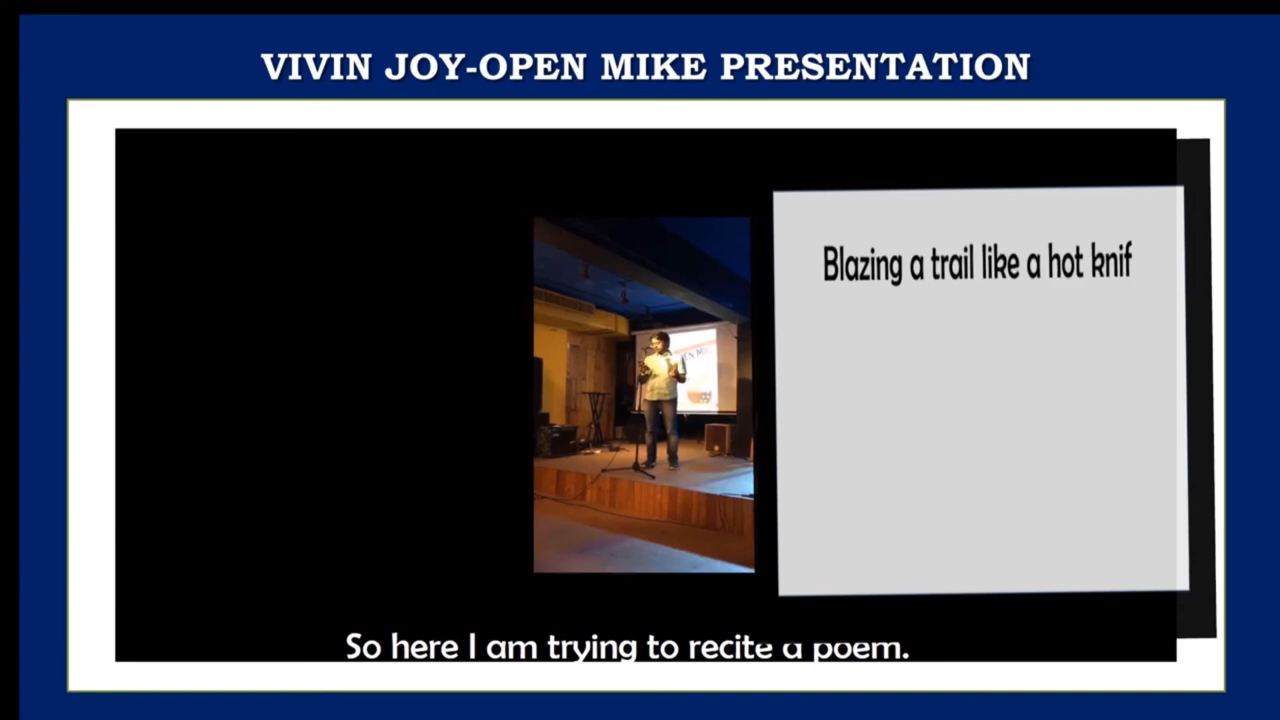 VIVIN JOY-OPEN MIKE PRESENTATION
Blazing a trail like a hot knif
So here I am trying to recite a poem.